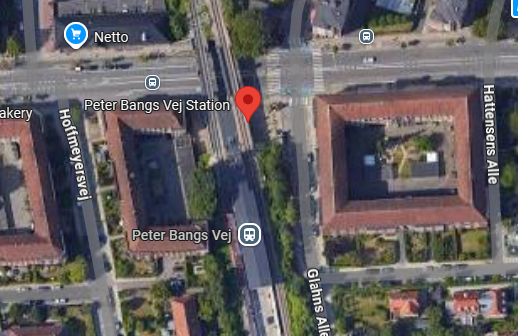 Netto
Peter Bangs Vej Station
akery
Hoffmeyersvej
Hattensens Alle
Peter Bangs Vej
Glahns Alle